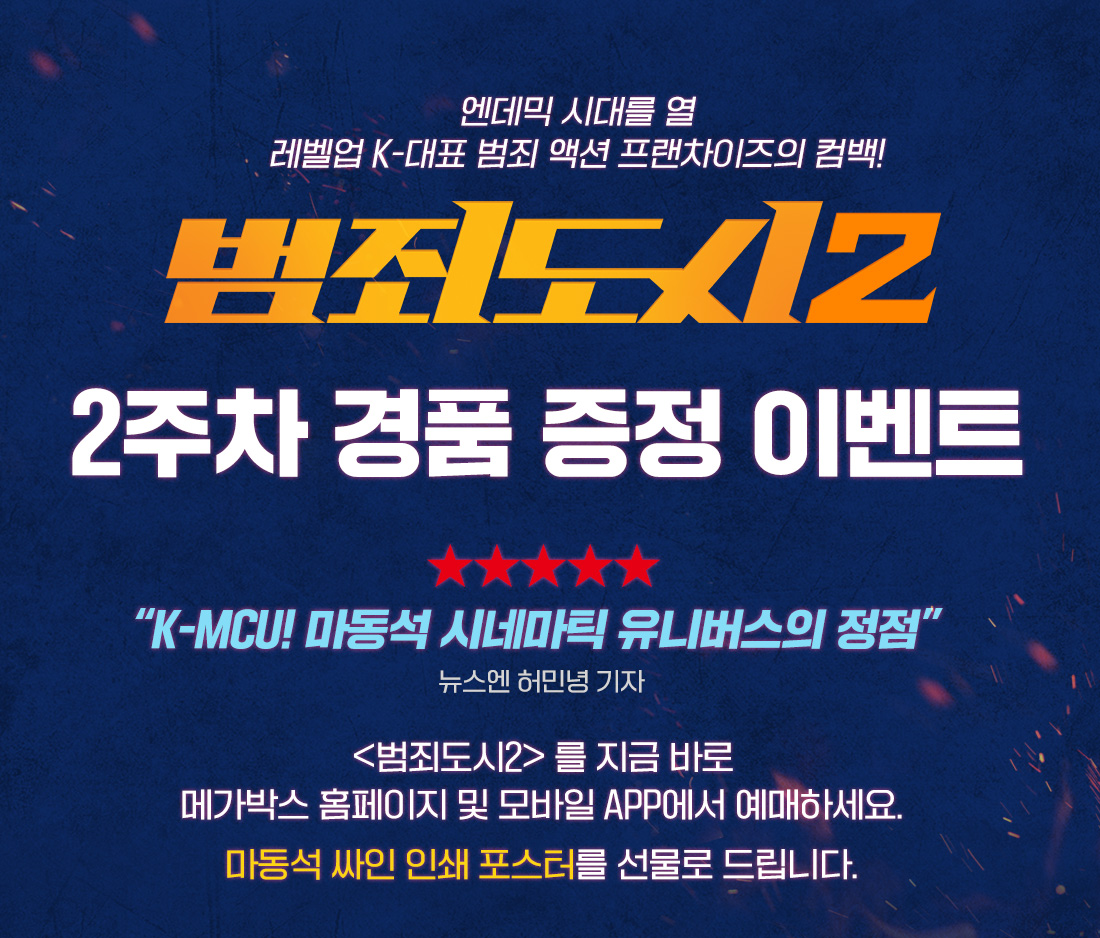 엔데믹 시대를 열
레벨업 K-대표 범죄 액션 프랜차이즈의 컴백!
범죄도시2
2주차 경품 증정 이벤트
★★★★★
“K-MCU! 마동석 시네마틱 유니버스의 정점”
뉴스엔 허민녕 기자
<범죄도시2> 를 지금 바로
메가박스 홈페이지 및 모바일 APP에서 예매하세요.
마동석 싸인 인쇄 포스터를 선물로 드립니다.